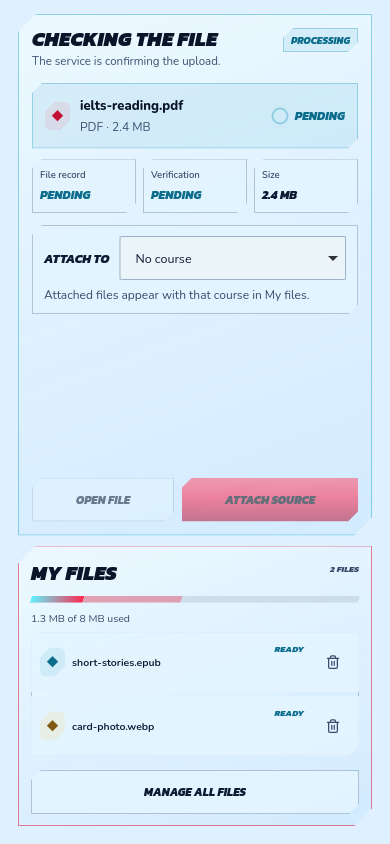 CHECKING THE FILE
PROCESSING
The service is confirming the upload.
ielts-reading.pdf
PDF · 2.4 MB
PENDING
File record
PENDING
Verification
PENDING
Size
2.4 MB
ATTACH TO
No course
Attached files appear with that course in My files.
OPEN FILE
ATTACH SOURCE
MY FILES
2 FILES
1.3 MB of 8 MB used
short-stories.epub
READY
card-photo.webp
READY
MANAGE ALL FILES